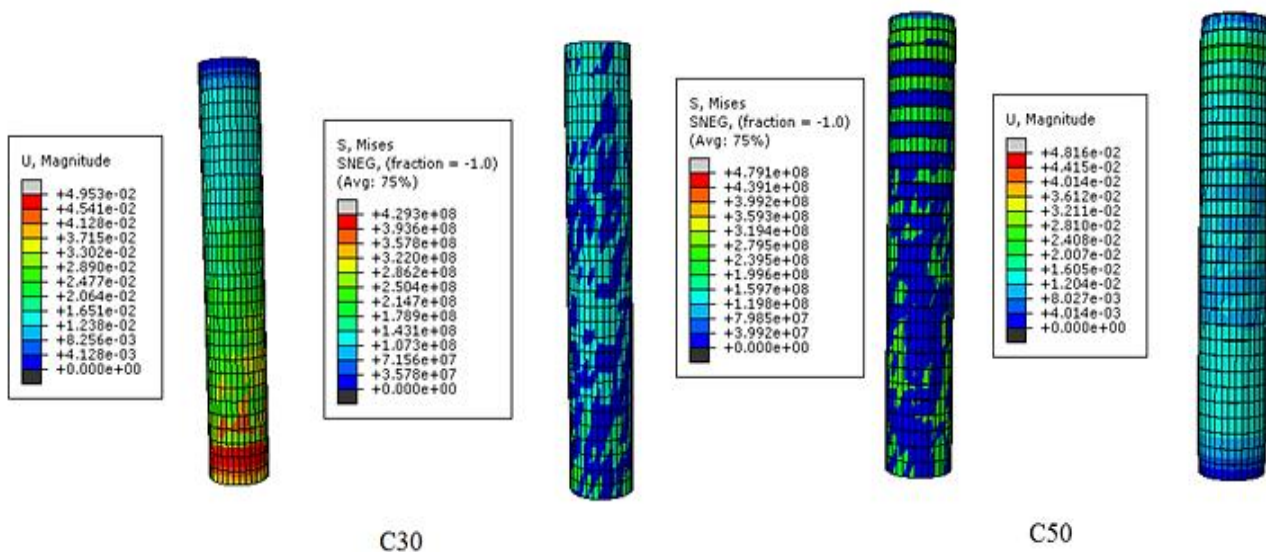 U, Magnitude
+4.953e-02
+4.541e-02
+4.128e-02
+3.715e-02
+3.302e-02
+2.890e-02
+2.477e-02
+2.064e-02
+1.651e-02
+1.238e-02
+8.256e-03
+4.128e-03
+0.000e+00
S, Mises
SNEG, (fraction = -1.0)
(Avg: 75%)
+4.293e+08
+3.936e+08
+3.578e+08
+3.220e+08
+2.862e+08
+2.504e+08
+2.147e+08
+1.789e+08
+1.431e+08
+1.073e+08
+7.156e+07
+3.578e+07
+0.000e+00
C30
S, Mises
SNEG, (fraction = -1.0)
(Avg: 75%)
+4.791e+08
+4.391e+08
+3.992e+08
+3.593e+08
+3.194e+08
+2.795e+08
+2.395e+08
+1.996e+08
+1.597e+08
+1.198e+08
+7.985e+07
+3.992e+07
+0.000e+00
U, Magnitude
+4.816e-02
+4.415e-02
+4.014e-02
+3.612e-02
+3.211e-02
+2.810e-02
+2.408e-02
+2.007e-02
+1.605e-02
+1.204e-02
+8.027e-03
+4.014e-03
+0.000e+00
C50